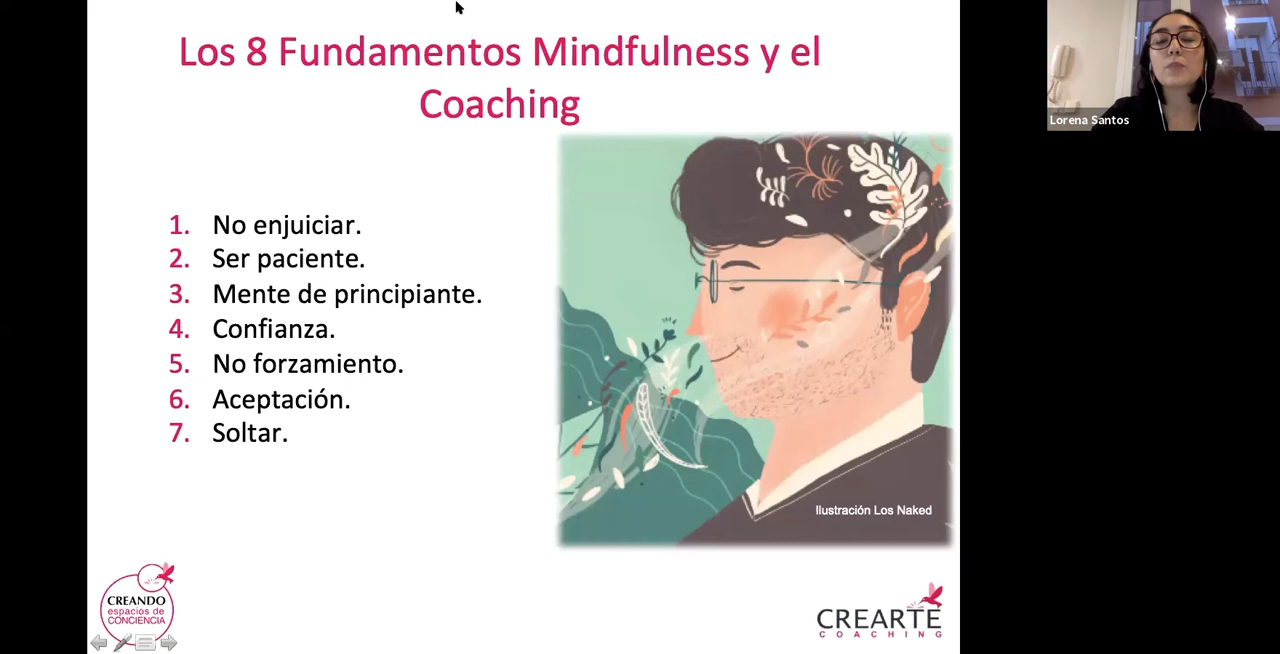 Los 8 Fundamentos Mindfulness y el
Coaching
1. No enjuiciar.
2. Ser paciente.
3. Mente de principiante.
4. Confianza.
5. No forzamiento.
6. Aceptación.
7. Soltar.
Ilustración Los Naked
CREANDO
espacios de
CONCIENCIA
CREARTE
COACHING
Lorena Santos